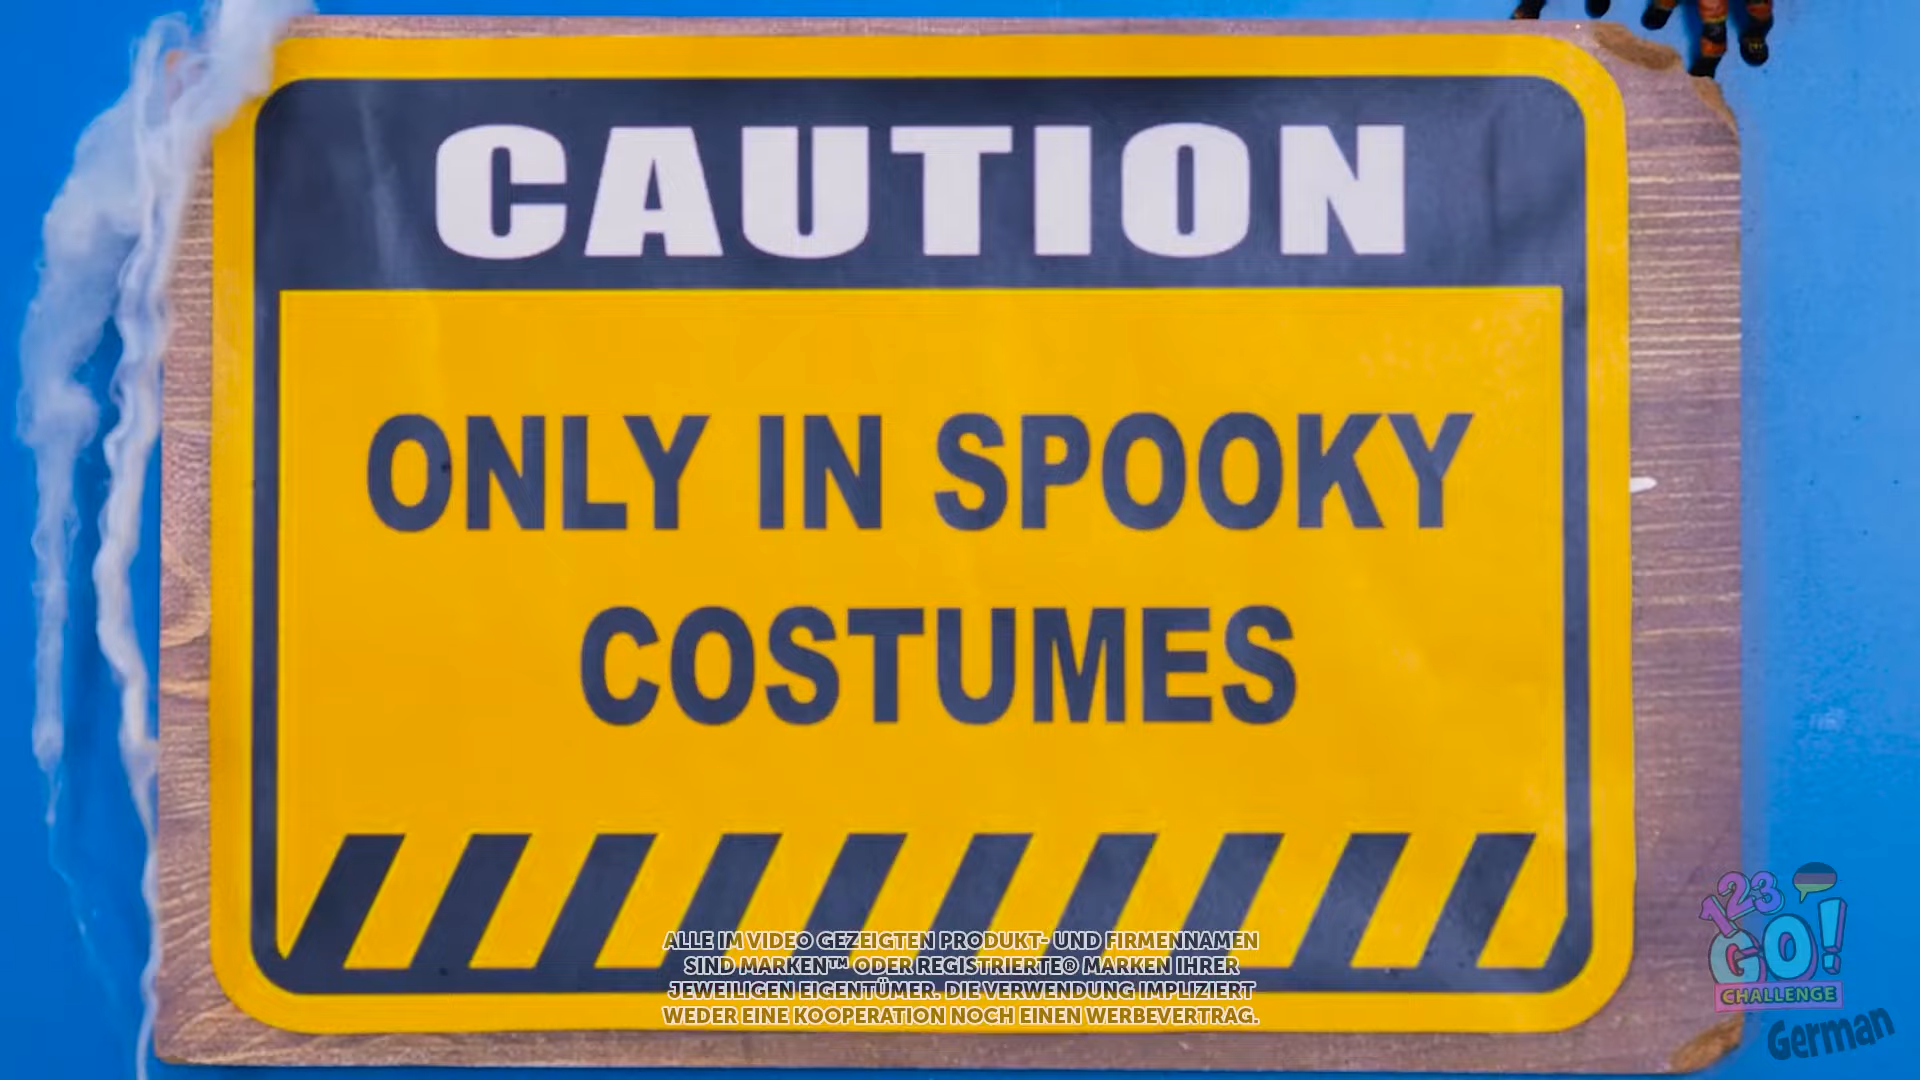 CAUTION
ONLY IN SPOOKY
COSTUMES
ALLE IM VIDEO GEZEIGTEN PRODUKT- UND FIRMENNAMEN
SIND MARKEN™ ODER REGISTRIERTE® MARKEN IHRER
JEWEILIGEN EIGENTÜMER. DIE VERWENDUNG IMPLIZIERT
WEDER EINE KOOPERATION NOCH EINEN WERBEVERTRAG.
123
GO!
CHALLENGE
German